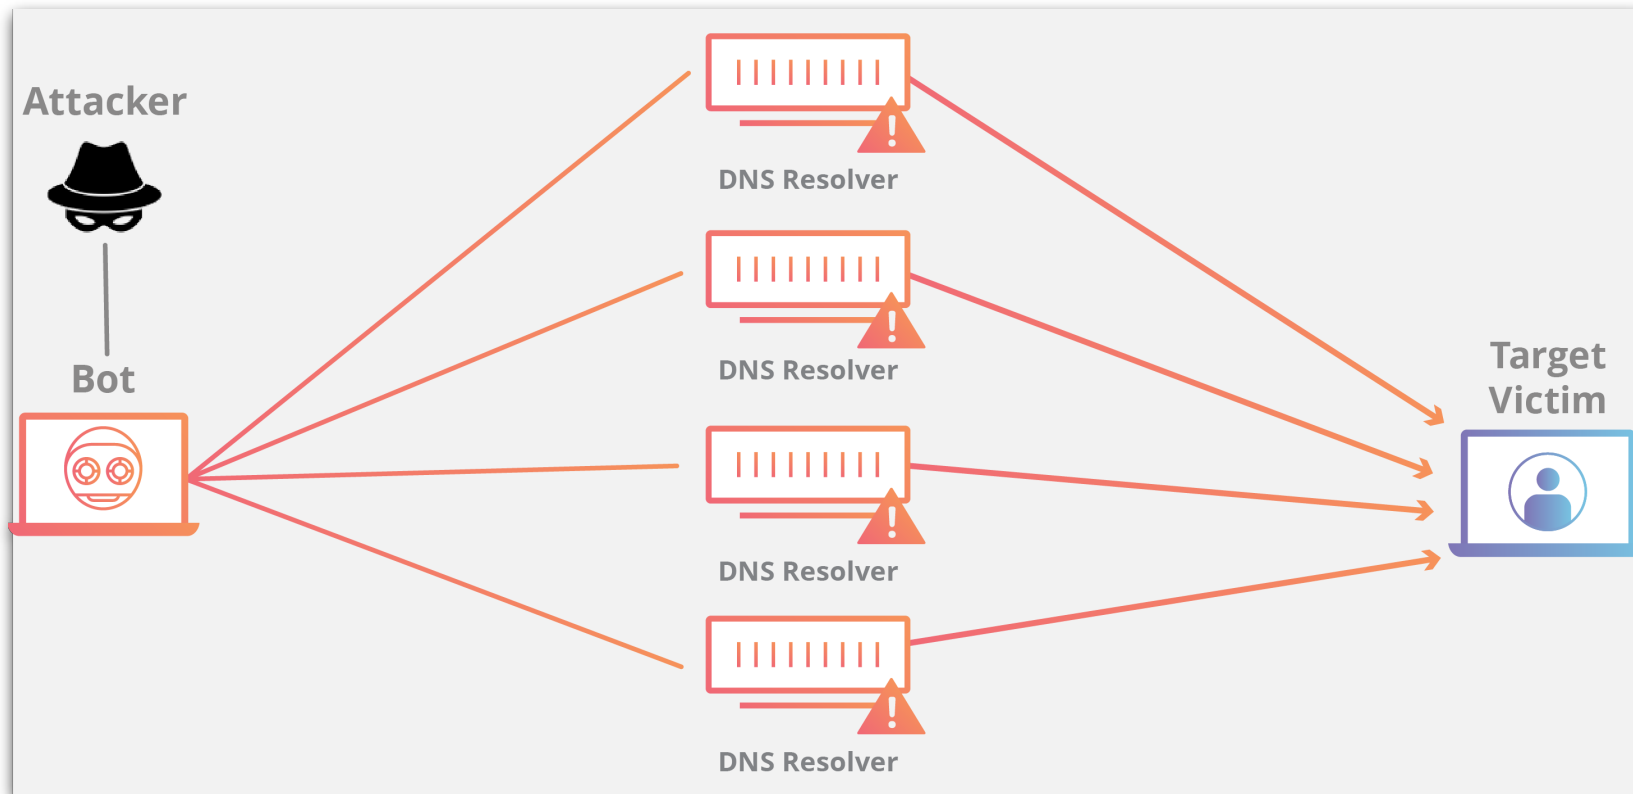 Attacker
Bot
DNS Resolver
DNS Resolver
DNS Resolver
DNS Resolver
Target
Victim